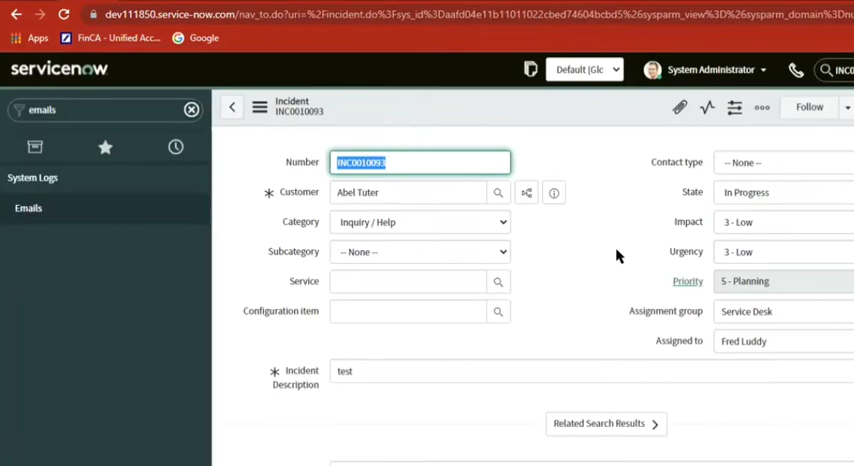 dev111850.service-now.com/nav_to.do?uri=%2Fincident.do%3Fsys_id%3Daafd04e11b11011022cbed74604bcbd5%26sysparm_view%3D%26sysparm_domain%3Dnu
Apps FinCA - Unified Acc... Google
servicenow Default |Glc System Administrator INC0
emails Incident INC0010093 Follow
System Logs
Emails
Number INC0010093 Contact type -- None --
Customer Abel Tuter State In Progress
Category Inquiry / Help Impact 3 - Low
Subcategory -- None -- Urgency 3 - Low
Service Priority 5 - Planning
Configuration item Assignment group Service Desk
Assigned to Fred Luddy
Incident Description test
Related Search Results